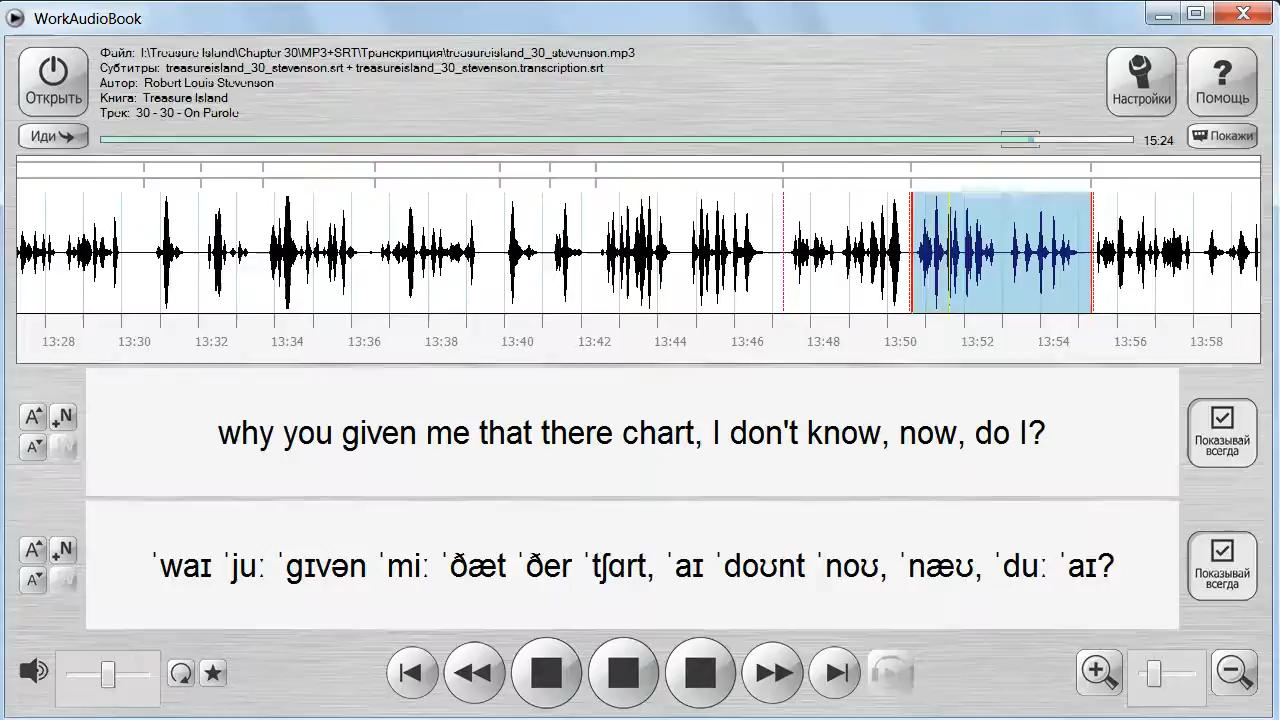 WorkAudioBook
Файл: I:\Treasure Island\Chapter 30\MP3+SRT\Транскрипция\treasureisland_30_stevenson.mp3
Субтитры: treasureisland_30_stevenson.srt + treasureisland_30_stevenson.transcription.srt
Автор: Robert Louis Stevenson
Книга: Treasure Island
Трек: 30 - 30 - On Parole
Открыть
Настройки
? Помощь
Иди
15:24
Покажи
13:28 13:30 13:32 13:34 13:36 13:38 13:40 13:42 13:44 13:46 13:48 13:50 13:52 13:54 13:56 13:58
A N
A
why you given me that there chart, I don't know, now, do I?
Показывай
всегда
A N
A
ˈwaɪ ˈjuː ˈɡɪvən ˈmiː ˈðæt ˈðer ˈtʃɑrt, ˈaɪ ˈdoʊnt ˈnoʊ, ˈnæʊ, ˈduː ˈaɪ?
Показывай
всегда